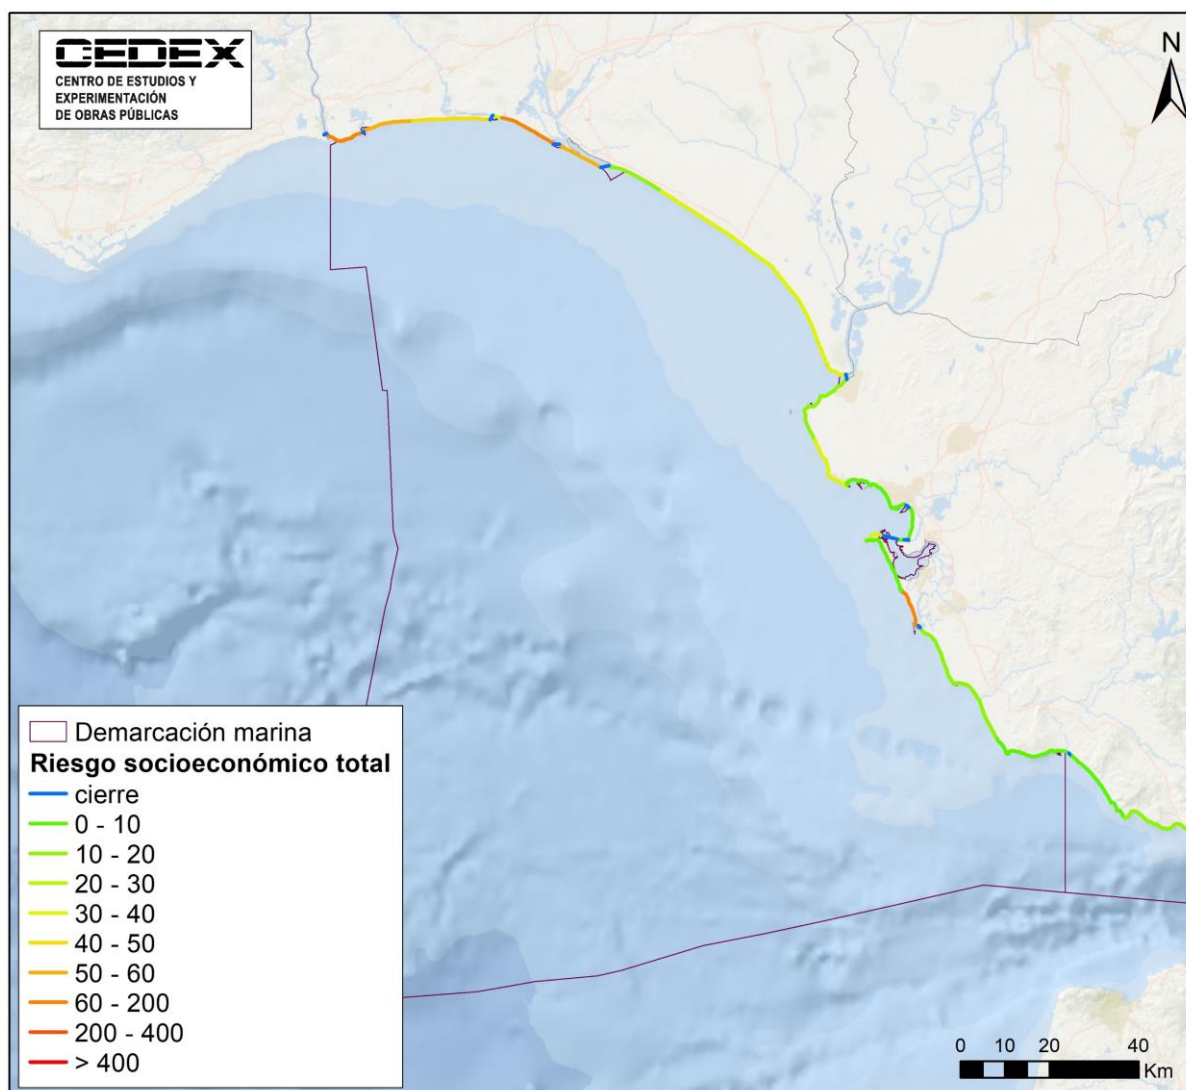 CEDEX
CENTRO DE ESTUDIOS Y
EXPERIMENTACIÓN
DE OBRAS PÚBLICAS
N
Demarcación marina
Riesgo socioeconómico total
cierre
0 - 10
10 - 20
20 - 30
30 - 40
40 - 50
50 - 60
60 - 200
200 - 400
> 400
0 10 20 40
Km